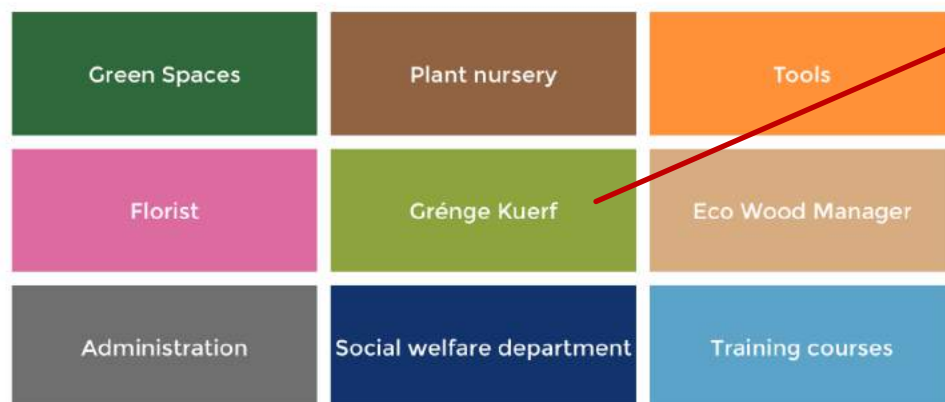 Green Spaces
Plant nursery
Tools
Florist
Grénge Kuerf
Eco Wood Manager
Administration
Social welfare department
Training courses